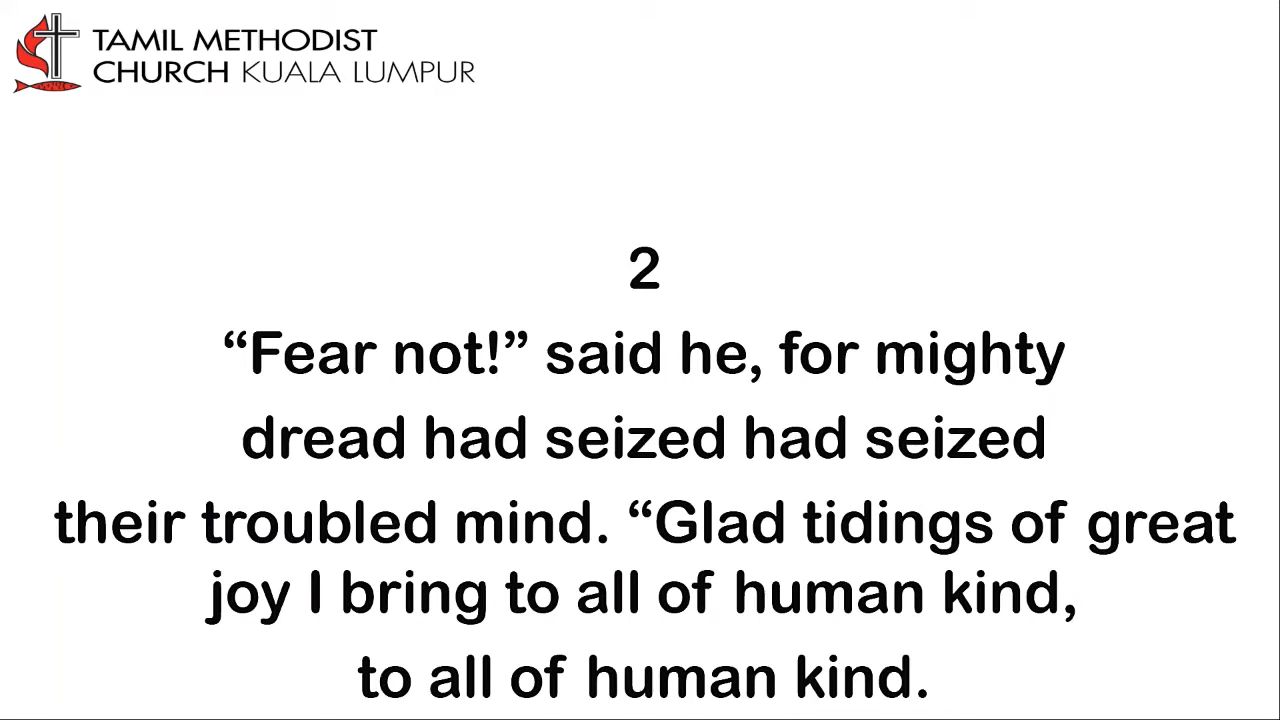 TAMIL METHODIST
CHURCH KUALA LUMPUR
2
“Fear not!” said he, for mighty
dread had seized had seized
their troubled mind. “Glad tidings of great
joy I bring to all of human kind,
to all of human kind.